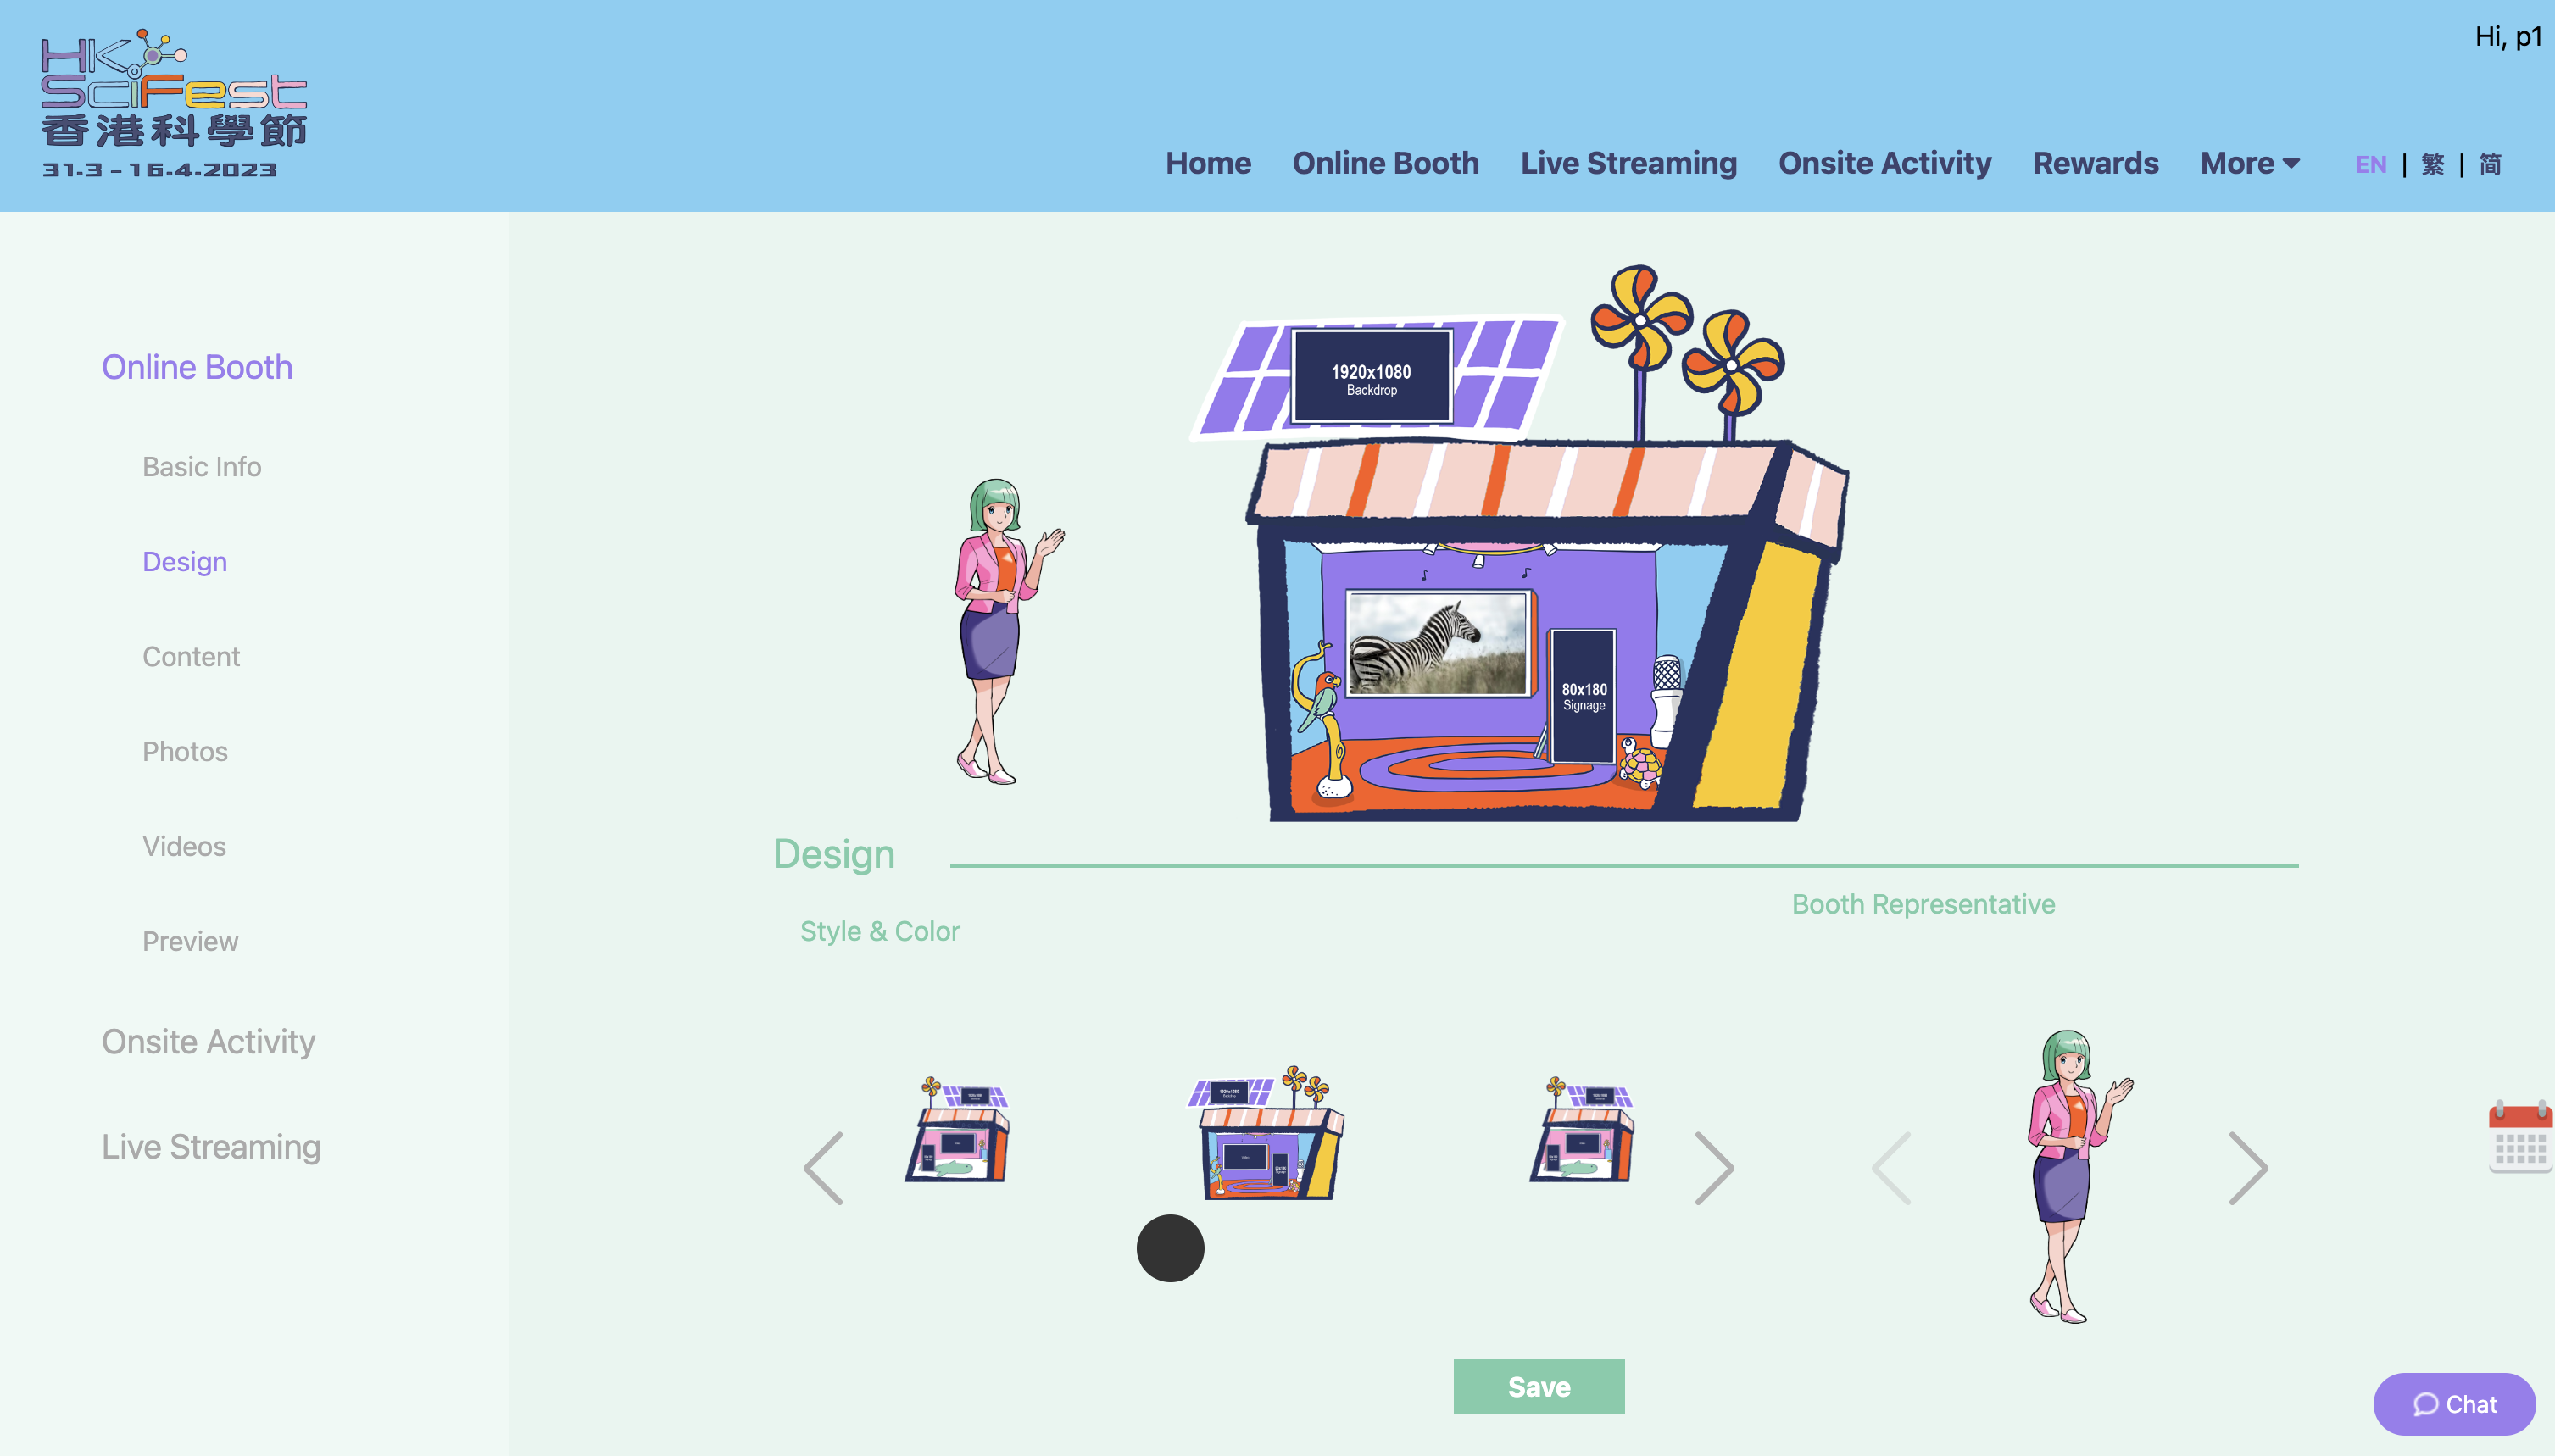 Hi, p1
HK
SciFest
香港科學節
31.3 - 16.4.2023
Home Online Booth Live Streaming Onsite Activity Rewards More EN | 繁 | 简
Online Booth
Basic Info
Design
Content
Photos
Videos
Preview
Onsite Activity
Live Streaming
1920x1080
Backdrop
80x180
Signage
Design
Booth Representative
Style & Color
Save
Chat